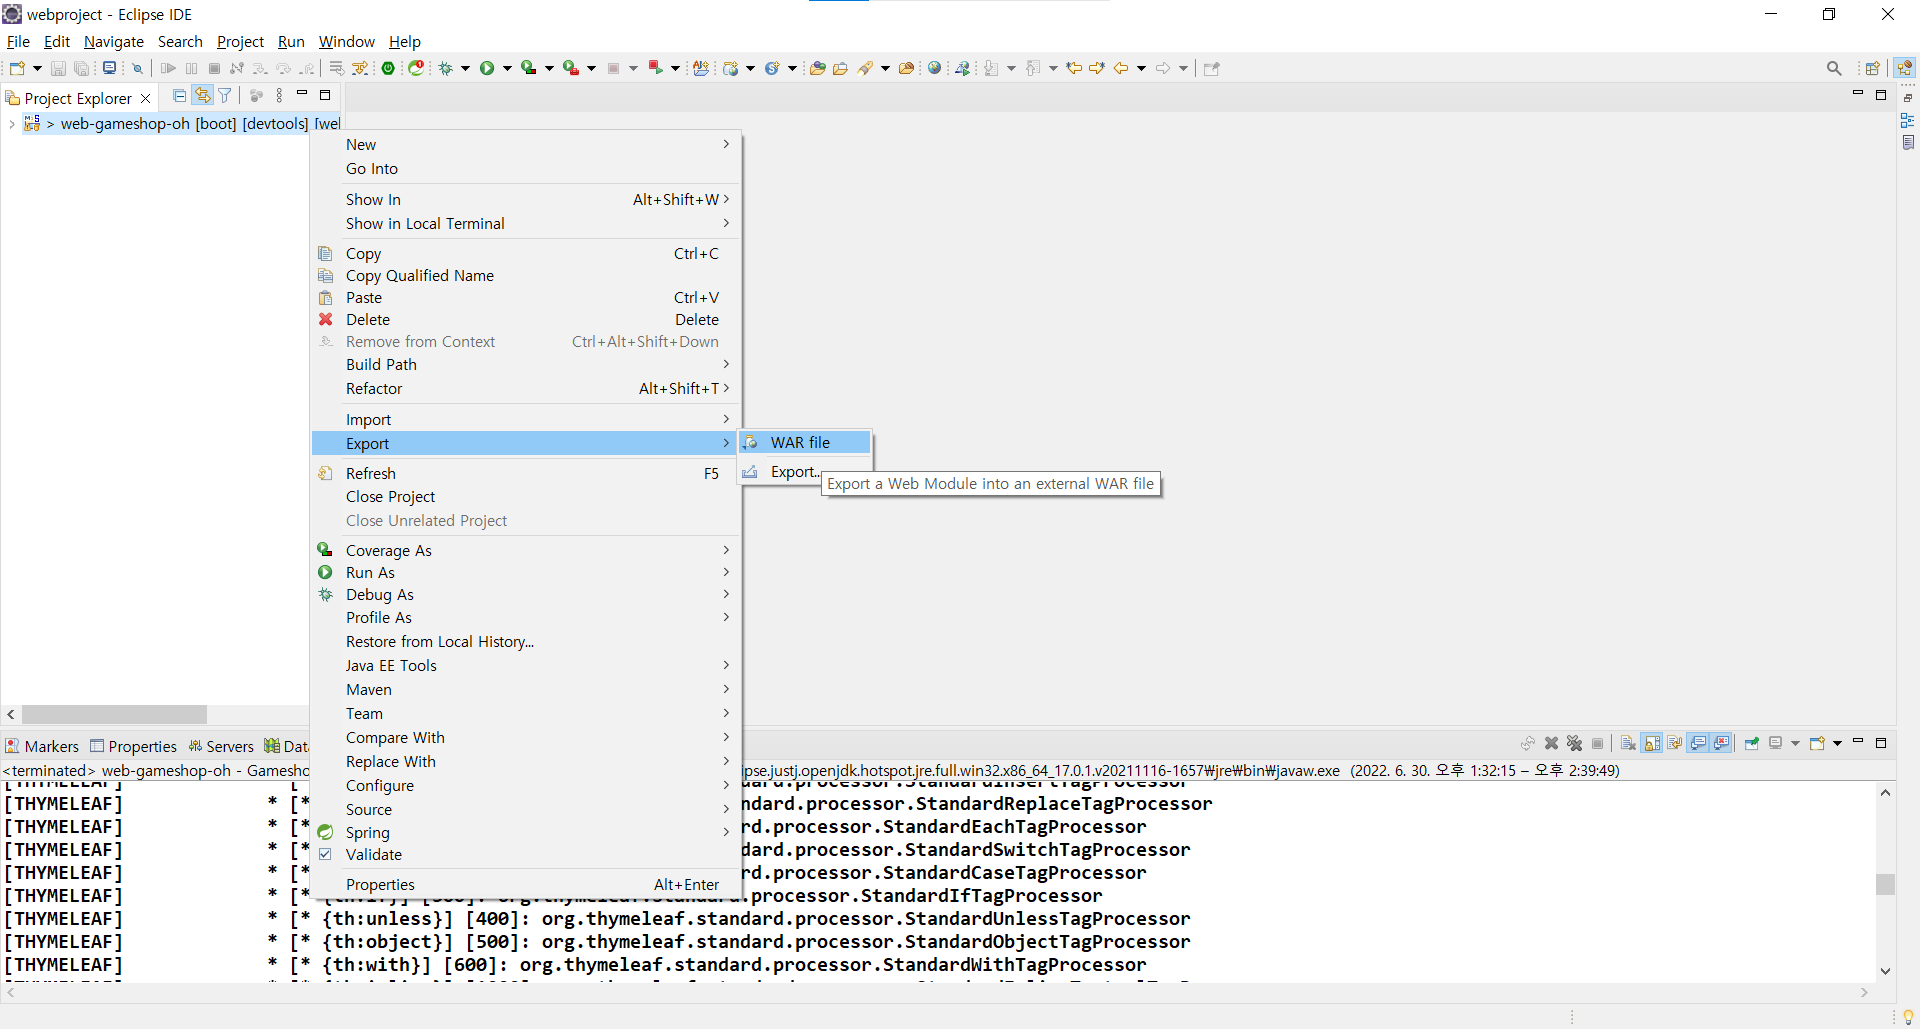 webproject - Eclipse IDE
File Edit Navigate Search Project Run Window Help
Project Explorer
> web-gameshop-oh [boot] [devtools]
New
Go Into
Show In Alt+Shift+W
Show in Local Terminal
Copy Ctrl+C
Copy Qualified Name
Paste Ctrl+V
Delete Delete
Remove from Context Ctrl+Alt+Shift+Down
Build Path
Refactor Alt+Shift+T
Import
Export
WAR file
Export...
Export a Web Module into an external WAR file
Refresh F5
Close Project
Close Unrelated Project
Coverage As
Run As
Debug As
Profile As
Restore from Local History...
Java EE Tools
Maven
Team
Compare With
Replace With
Configure
Source
Spring
Validate
Properties Alt+Enter
Markers Properties Servers
<terminated> web-gameshop-oh - Gamesho ipse.justj.openjdk.hotspot.jre.full.win32.x86_64_17.0.1.v20211116-1657₩jre₩bin₩javaw.exe (2022. 6. 30. 오후 1:32:15 – 오후 2:39:49)
[THYMELEAF] * [* ndard.processor.StandardReplaceTagProcessor
[THYMELEAF] * [* rd.processor.StandardEachTagProcessor
[THYMELEAF] * [* dard.processor.StandardSwitchTagProcessor
[THYMELEAF] * [* rd.processor.StandardCaseTagProcessor
[THYMELEAF] * [* .processor.StandardIfTagProcessor
[THYMELEAF] * [* {th:unless}] [400]: org.thymeleaf.standard.processor.StandardUnlessTagProcessor
[THYMELEAF] * [* {th:object}] [500]: org.thymeleaf.standard.processor.StandardObjectTagProcessor
[THYMELEAF] * [* {th:with}] [600]: org.thymeleaf.standard.processor.StandardWithTagProcessor